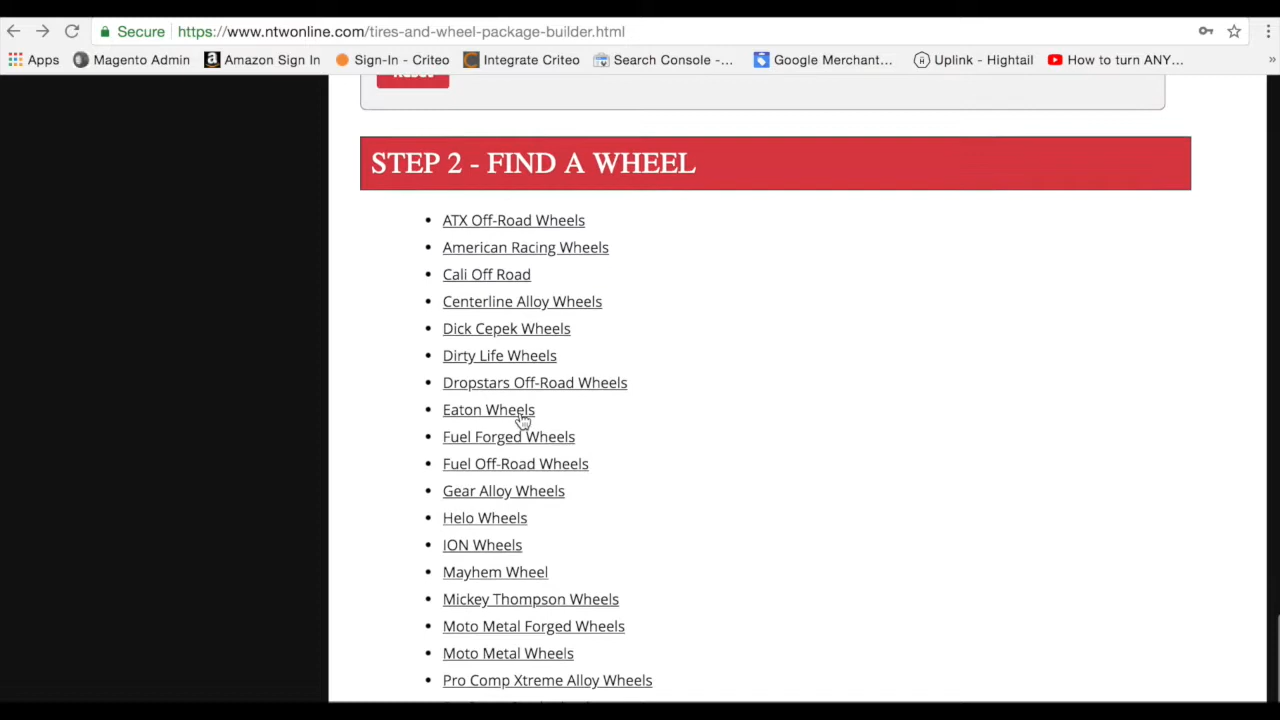 Secure https://www.ntwonline.com/tires-and-wheel-package-builder.html
Apps Magento Admin Amazon Sign In Sign-In - Criteo Integrate Criteo Search Console -... Google Merchant... Uplink - Hightail How to turn ANY... »
Reset
STEP 2 - FIND A WHEEL
• ATX Off-Road Wheels
• American Racing Wheels
• Cali Off Road
• Centerline Alloy Wheels
• Dick Cepek Wheels
• Dirty Life Wheels
• Dropstars Off-Road Wheels
• Eaton Wheels
• Fuel Forged Wheels
• Fuel Off-Road Wheels
• Gear Alloy Wheels
• Helo Wheels
• ION Wheels
• Mayhem Wheel
• Mickey Thompson Wheels
• Moto Metal Forged Wheels
• Moto Metal Wheels
• Pro Comp Xtreme Alloy Wheels